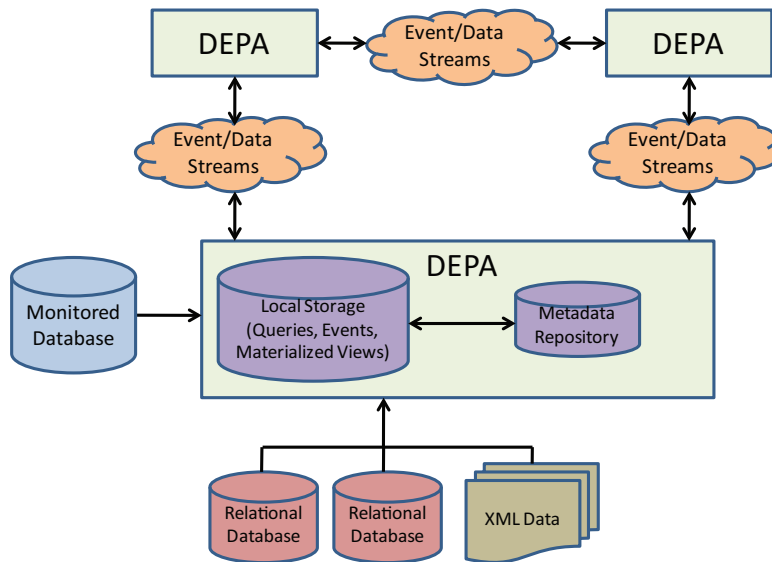 DEPA
Event/Data
Streams
DEPA
Event/Data
Streams
Event/Data
Streams
DEPA
Monitored
Database
Local Storage
(Queries, Events,
Materialized Views)
Metadata
Repository
Relational
Database
Relational
Database
XML Data